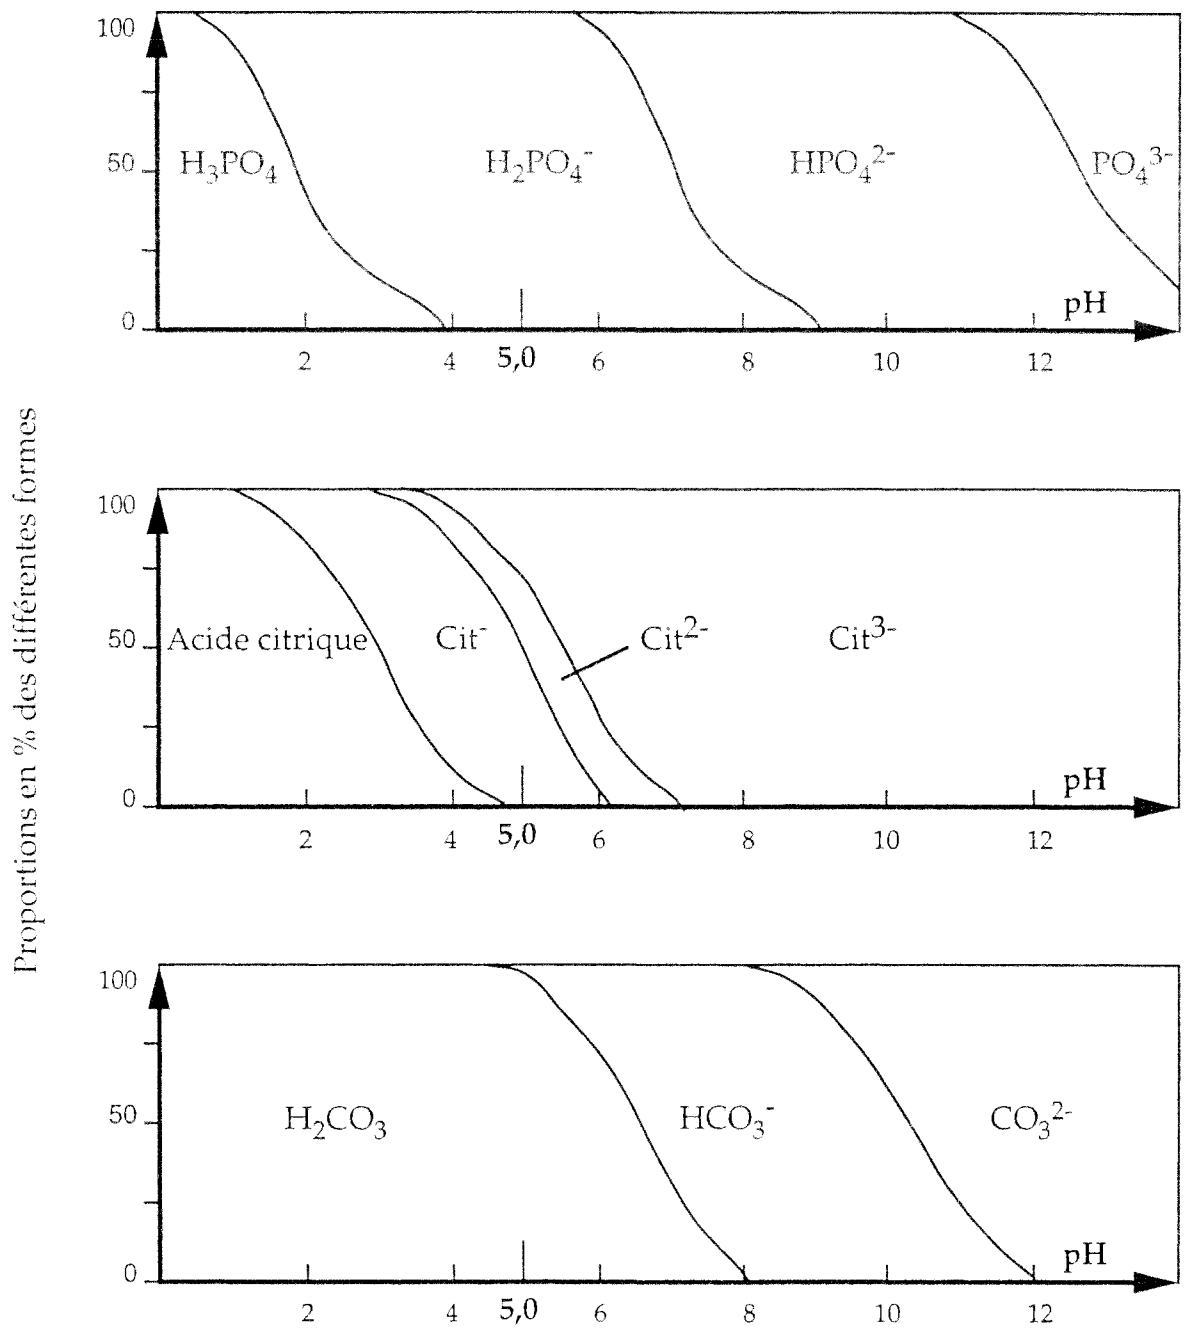 Proportions en % des différentes formes
100
50
0
H₃PO₄
H₂PO₄⁻
HPO₄²⁻
PO₄³⁻
pH
2 4 5,0 6 8 10 12
100
50
0
Acide citrique
Cit⁻
Cit²⁻
Cit³⁻
pH
2 4 5,0 6 8 10 12
100
50
0
H₂CO₃
HCO₃⁻
CO₃²⁻
pH
2 4 5,0 6 8 10 12